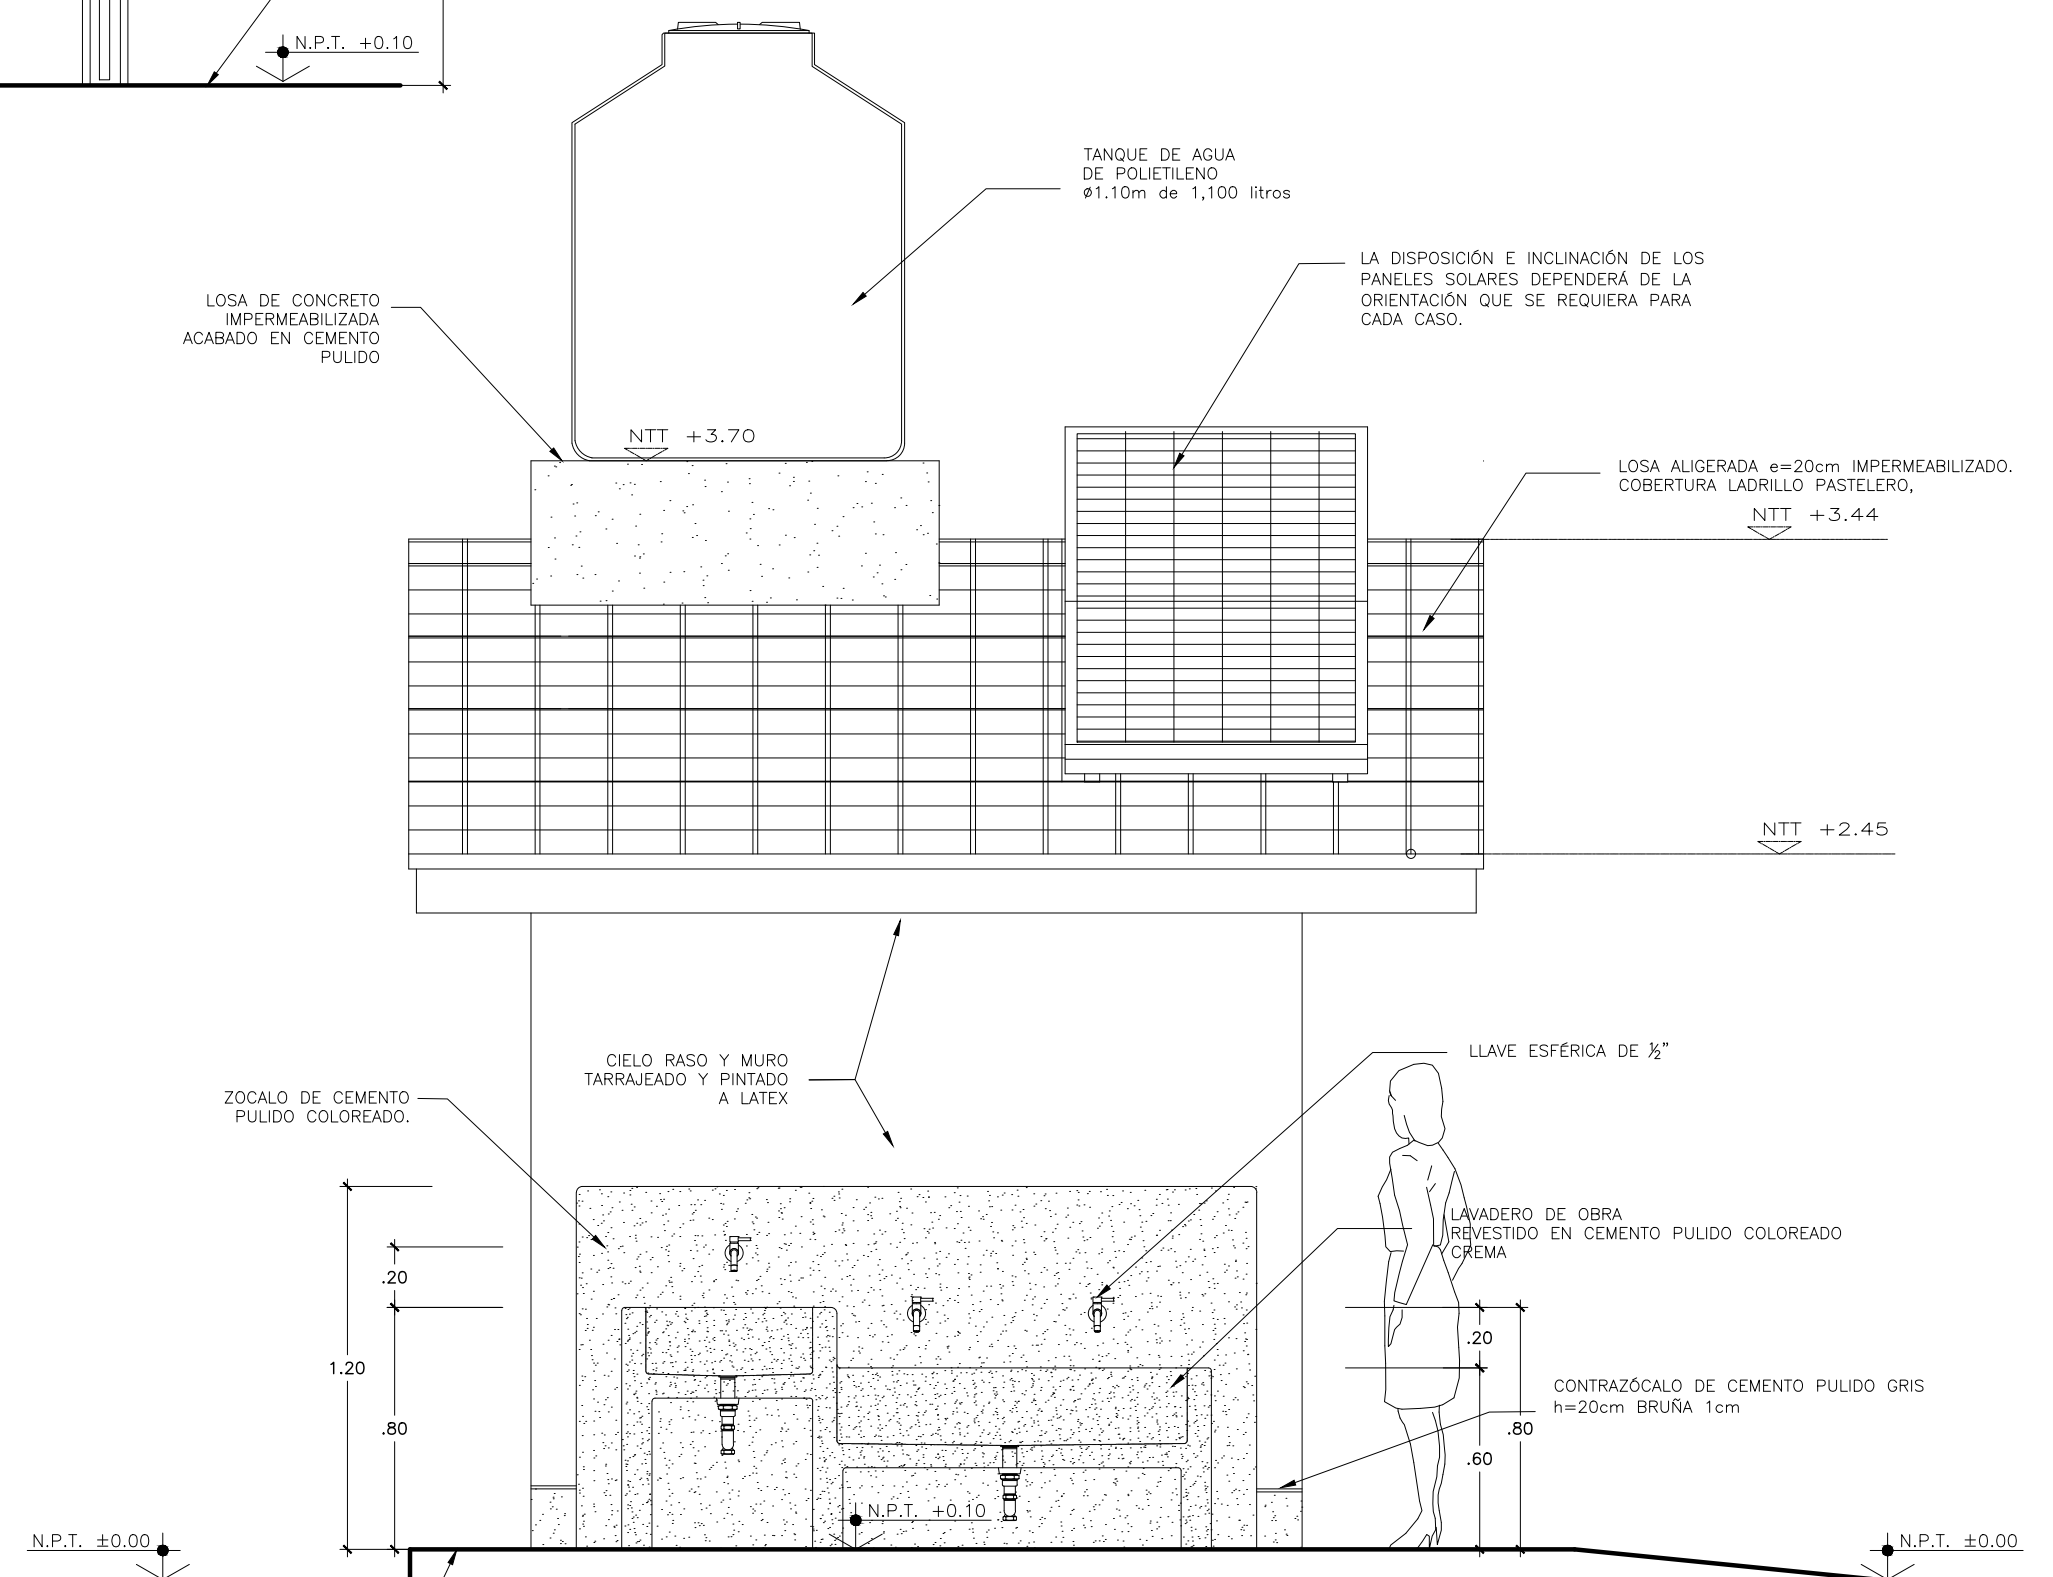 N.P.T. +0.10
TANQUE DE AGUA
DE POLIETILENO
ø1.10m de 1,100 litros
LA DISPOSICIÓN E INCLINACIÓN DE LOS
PANELES SOLARES DEPENDERÁ DE LA
ORIENTACIÓN QUE SE REQUIERA PARA
CADA CASO.
LOSA DE CONCRETO
IMPERMEABILIZADA
ACABADO EN CEMENTO
PULIDO
NTT +3.70
LOSA ALIGERADA e=20cm IMPERMEABILIZADO.
COBERTURA LADRILLO PASTELERO,
NTT +3.44
NTT +2.45
CIELO RASO Y MURO
TARRAJEADO Y PINTADO
A LATEX
LLAVE ESFÉRICA DE ½”
ZOCALO DE CEMENTO
PULIDO COLOREADO.
LAVADERO DE OBRA
REVESTIDO EN CEMENTO PULIDO COLOREADO
CREMA
.20
1.20
.80
.20
CONTRAZÓCALO DE CEMENTO PULIDO GRIS
h=20cm BRUÑA 1cm
.80
.60
N.P.T. +0.10
N.P.T. ±0.00
N.P.T. ±0.00